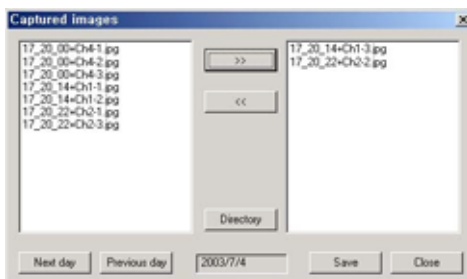 Captured images
17_20_00+Ch4-1.jpg
17_20_00+Ch4-2.jpg
17_20_00+Ch4-3.jpg
17_20_14+Ch1-1.jpg
17_20_14+Ch1-2.jpg
17_20_22+Ch2-1.jpg
17_20_22+Ch2-3.jpg
>>
<<
Directory
17_20_14+Ch1-3.jpg
17_20_22+Ch2-2.jpg
Next day
Previous day
2003/7/4
Save
Close